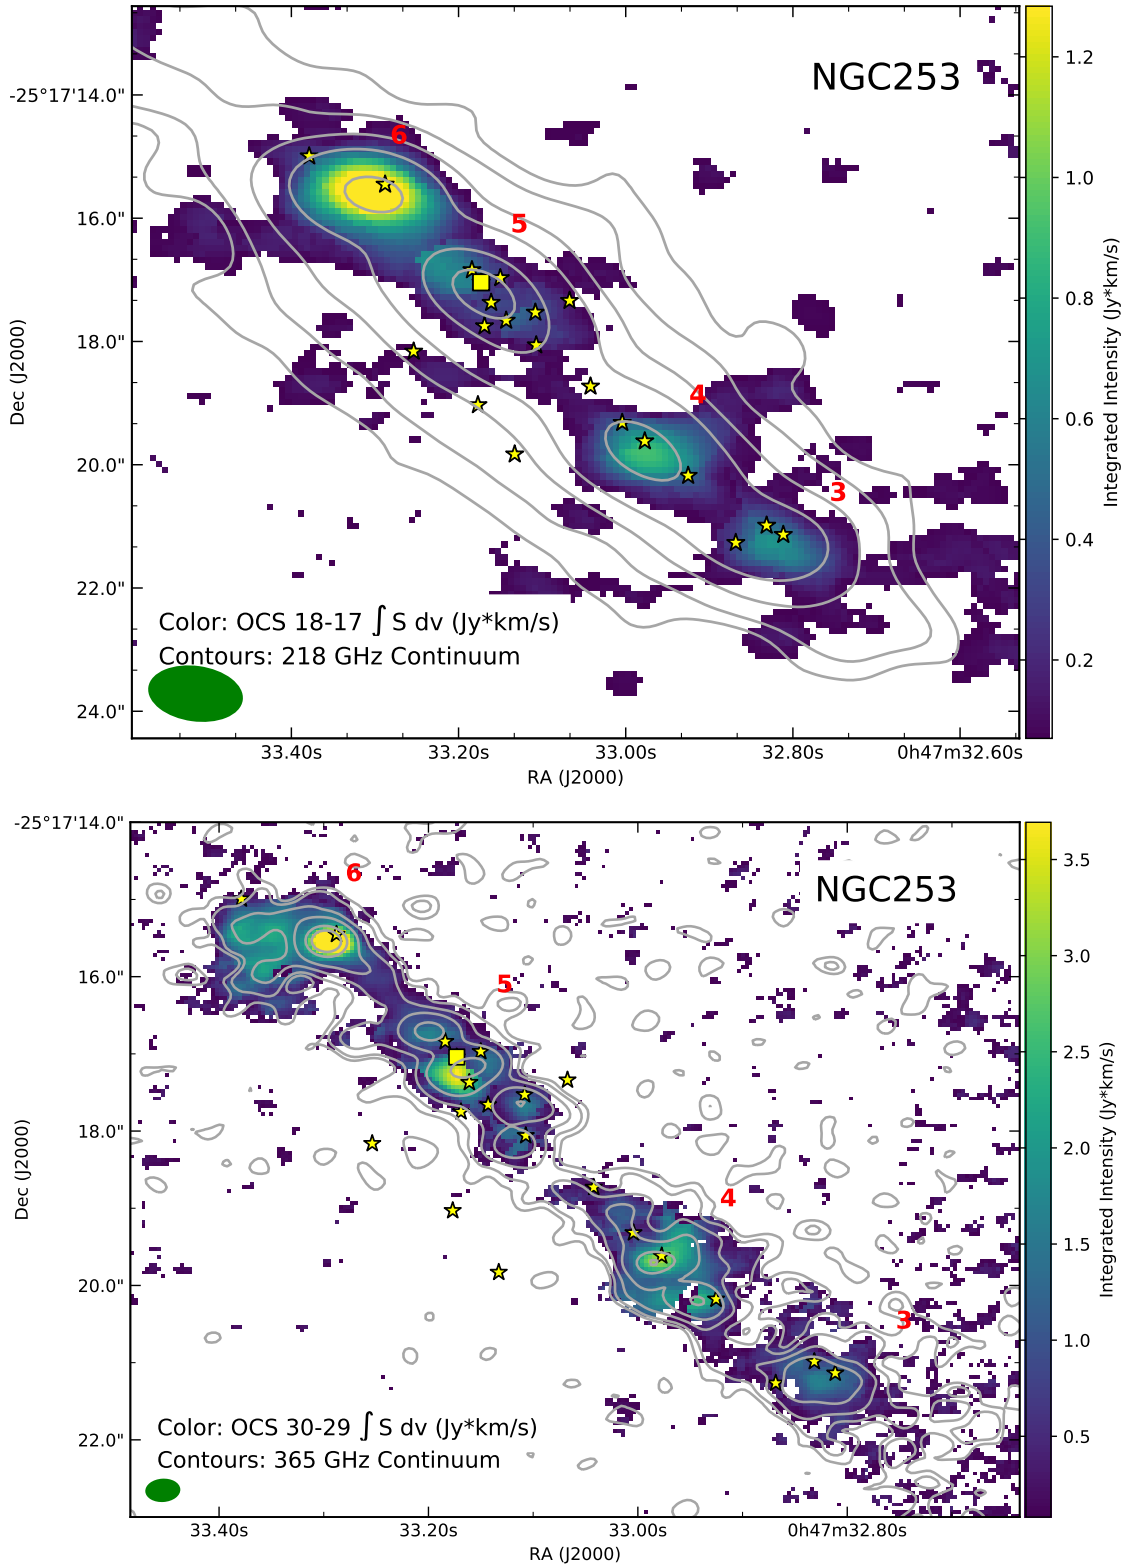 NGC253
-25°17'14.0"
16.0"
18.0"
20.0"
22.0"
24.0"
Dec (J2000)
6
5
4
3
Color: OCS 18-17 ∫ S dv (Jy*km/s)
Contours: 218 GHz Continuum
33.40s
33.20s
33.00s
32.80s
0h47m32.60s
RA (J2000)
1.2
1.0
0.8
0.6
0.4
0.2
Integrated Intensity (Jy*km/s)
NGC253
-25°17'14.0"
16.0"
18.0"
20.0"
22.0"
Dec (J2000)
6
5
4
3
Color: OCS 30-29 ∫ S dv (Jy*km/s)
Contours: 365 GHz Continuum
33.40s
33.20s
33.00s
0h47m32.80s
RA (J2000)
3.5
3.0
2.5
2.0
1.5
1.0
0.5
Integrated Intensity (Jy*km/s)